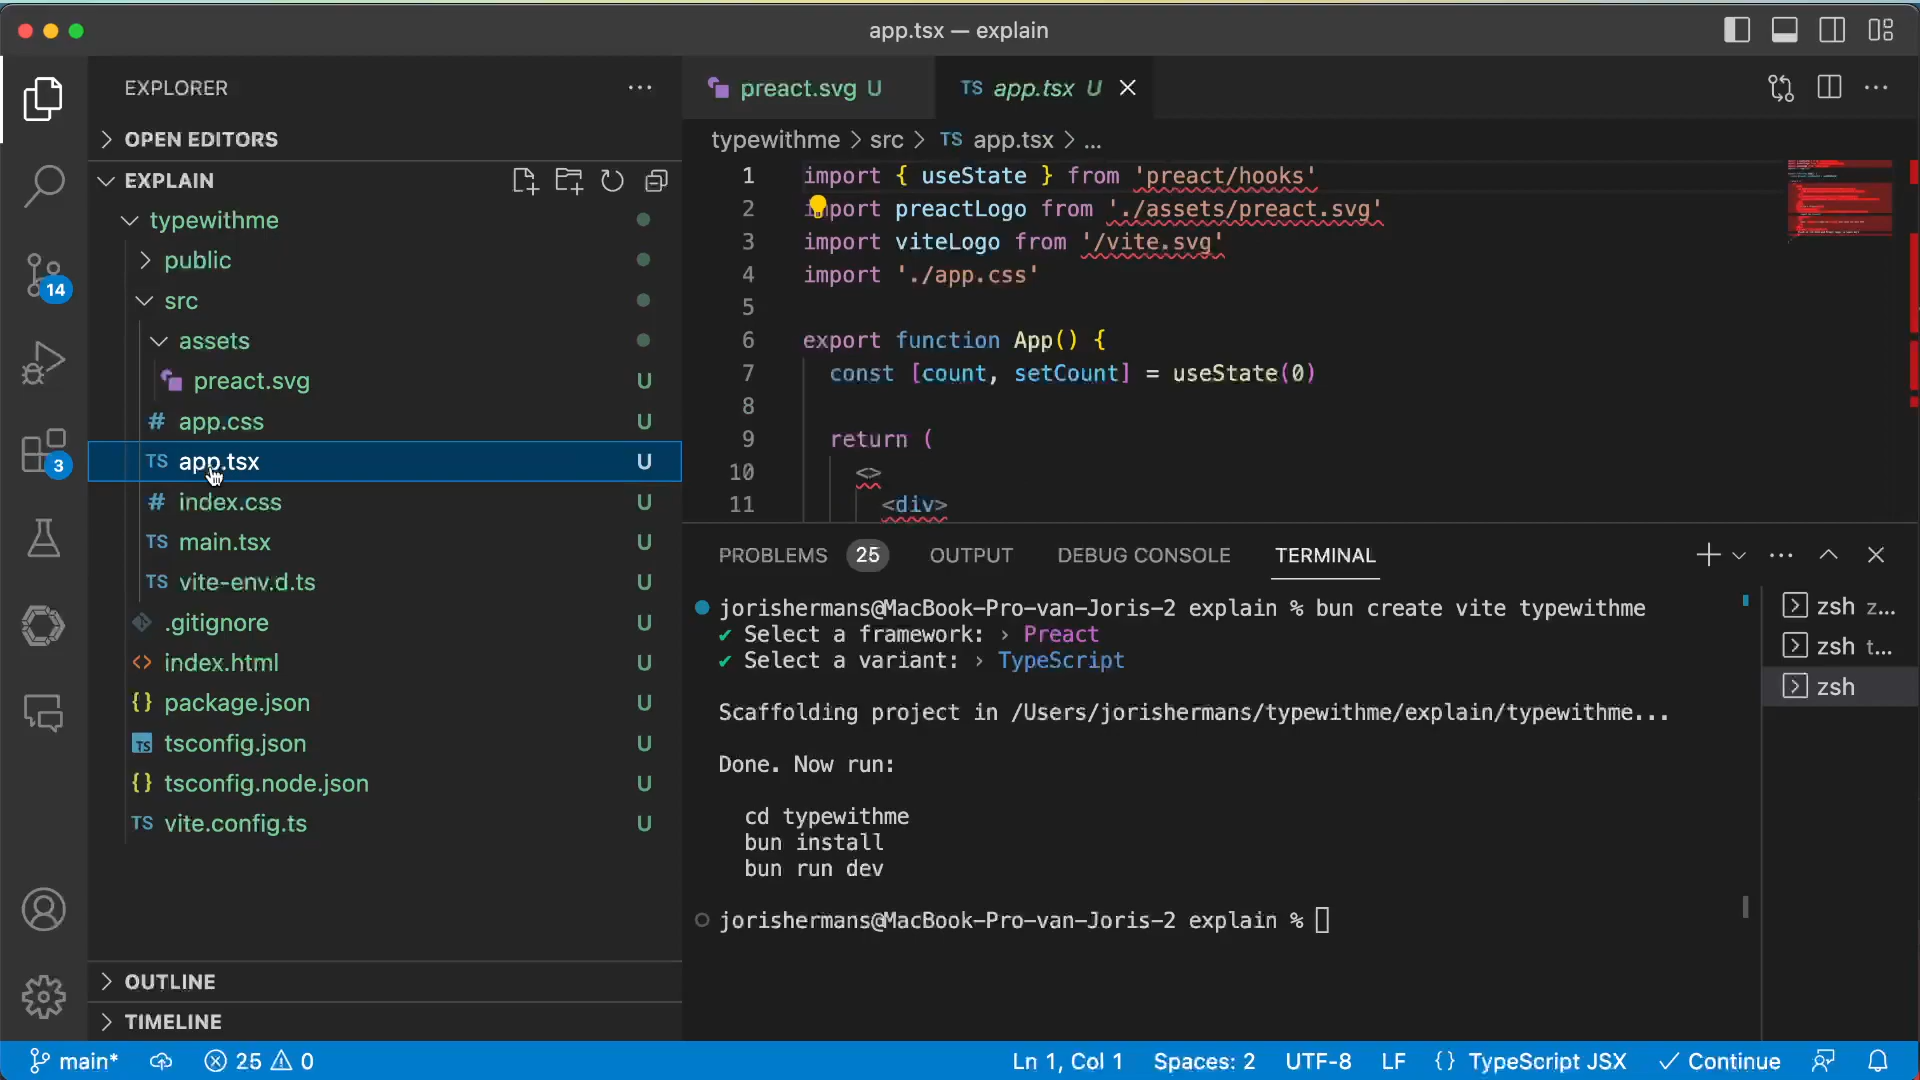 app.tsx — explain
EXPLORER
OPEN EDITORS
EXPLAIN
typewithme
public
src
assets
preact.svg U
# app.css U
TS app.tsx U
# index.css U
TS main.tsx U
TS vite-env.d.ts U
.gitignore U
<> index.html U
{} package.json U
TS tsconfig.json U
{} tsconfig.node.json U
TS vite.config.ts U
OUTLINE
TIMELINE
14
3
preact.svg U
TS app.tsx U
typewithme > src > TS app.tsx > ...
1 import { useState } from 'preact/hooks'
2 import preactLogo from './assets/preact.svg'
3 import viteLogo from '/vite.svg'
4 import './app.css'
5
6 export function App() {
7 const [count, setCount] = useState(0)
8
9 return (
10 <>
11 <div>
PROBLEMS 25 OUTPUT DEBUG CONSOLE TERMINAL
jorishermans@MacBook-Pro-van-Joris-2 explain % bun create vite typewithme
✔ Select a framework: › Preact
✔ Select a variant: › TypeScript
Scaffolding project in /Users/jorishermans/typewithme/explain/typewithme...
Done. Now run:
cd typewithme
bun install
bun run dev
jorishermans@MacBook-Pro-van-Joris-2 explain %
zsh z...
zsh t...
zsh
main* 25 0 Ln 1, Col 1 Spaces: 2 UTF-8 LF {} TypeScript JSX ✓ Continue